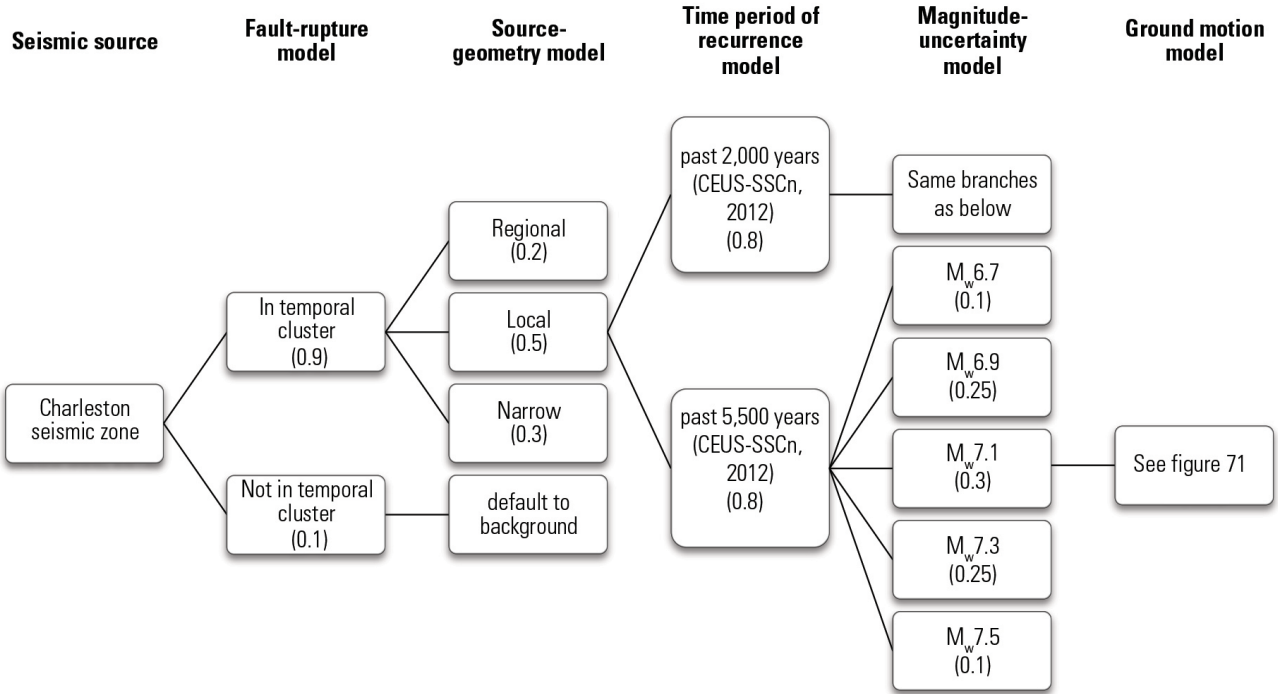 Seismic source
Fault-rupture
model
Source-
geometry model
Time period of
recurrence
model
Magnitude-
uncertainty
model
Ground motion
model
Charleston
seismic zone
In temporal
cluster
(0.9)
Not in temporal
cluster
(0.1)
Regional
(0.2)
Local
(0.5)
Narrow
(0.3)
default to
background
past 2,000 years
(CEUS-SSCn,
2012)
(0.8)
past 5,500 years
(CEUS-SSCn,
2012)
(0.8)
Same branches
as below
Mw6.7
(0.1)
Mw6.9
(0.25)
Mw7.1
(0.3)
Mw7.3
(0.25)
Mw7.5
(0.1)
See figure 71